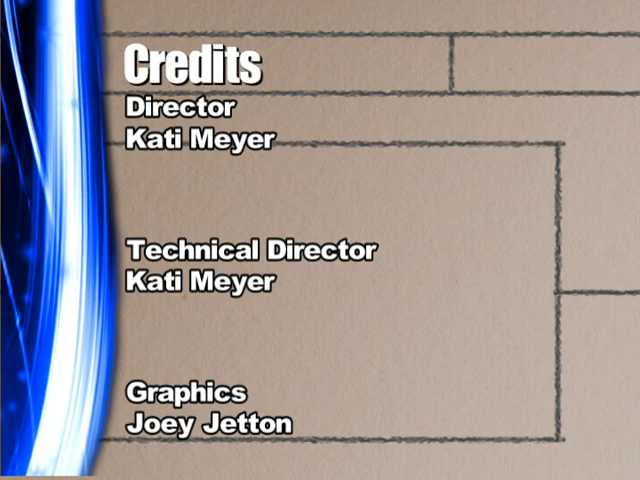 Credits
Director
Kati Meyer
Technical Director
Kati Meyer
Graphics
Joey Jetton